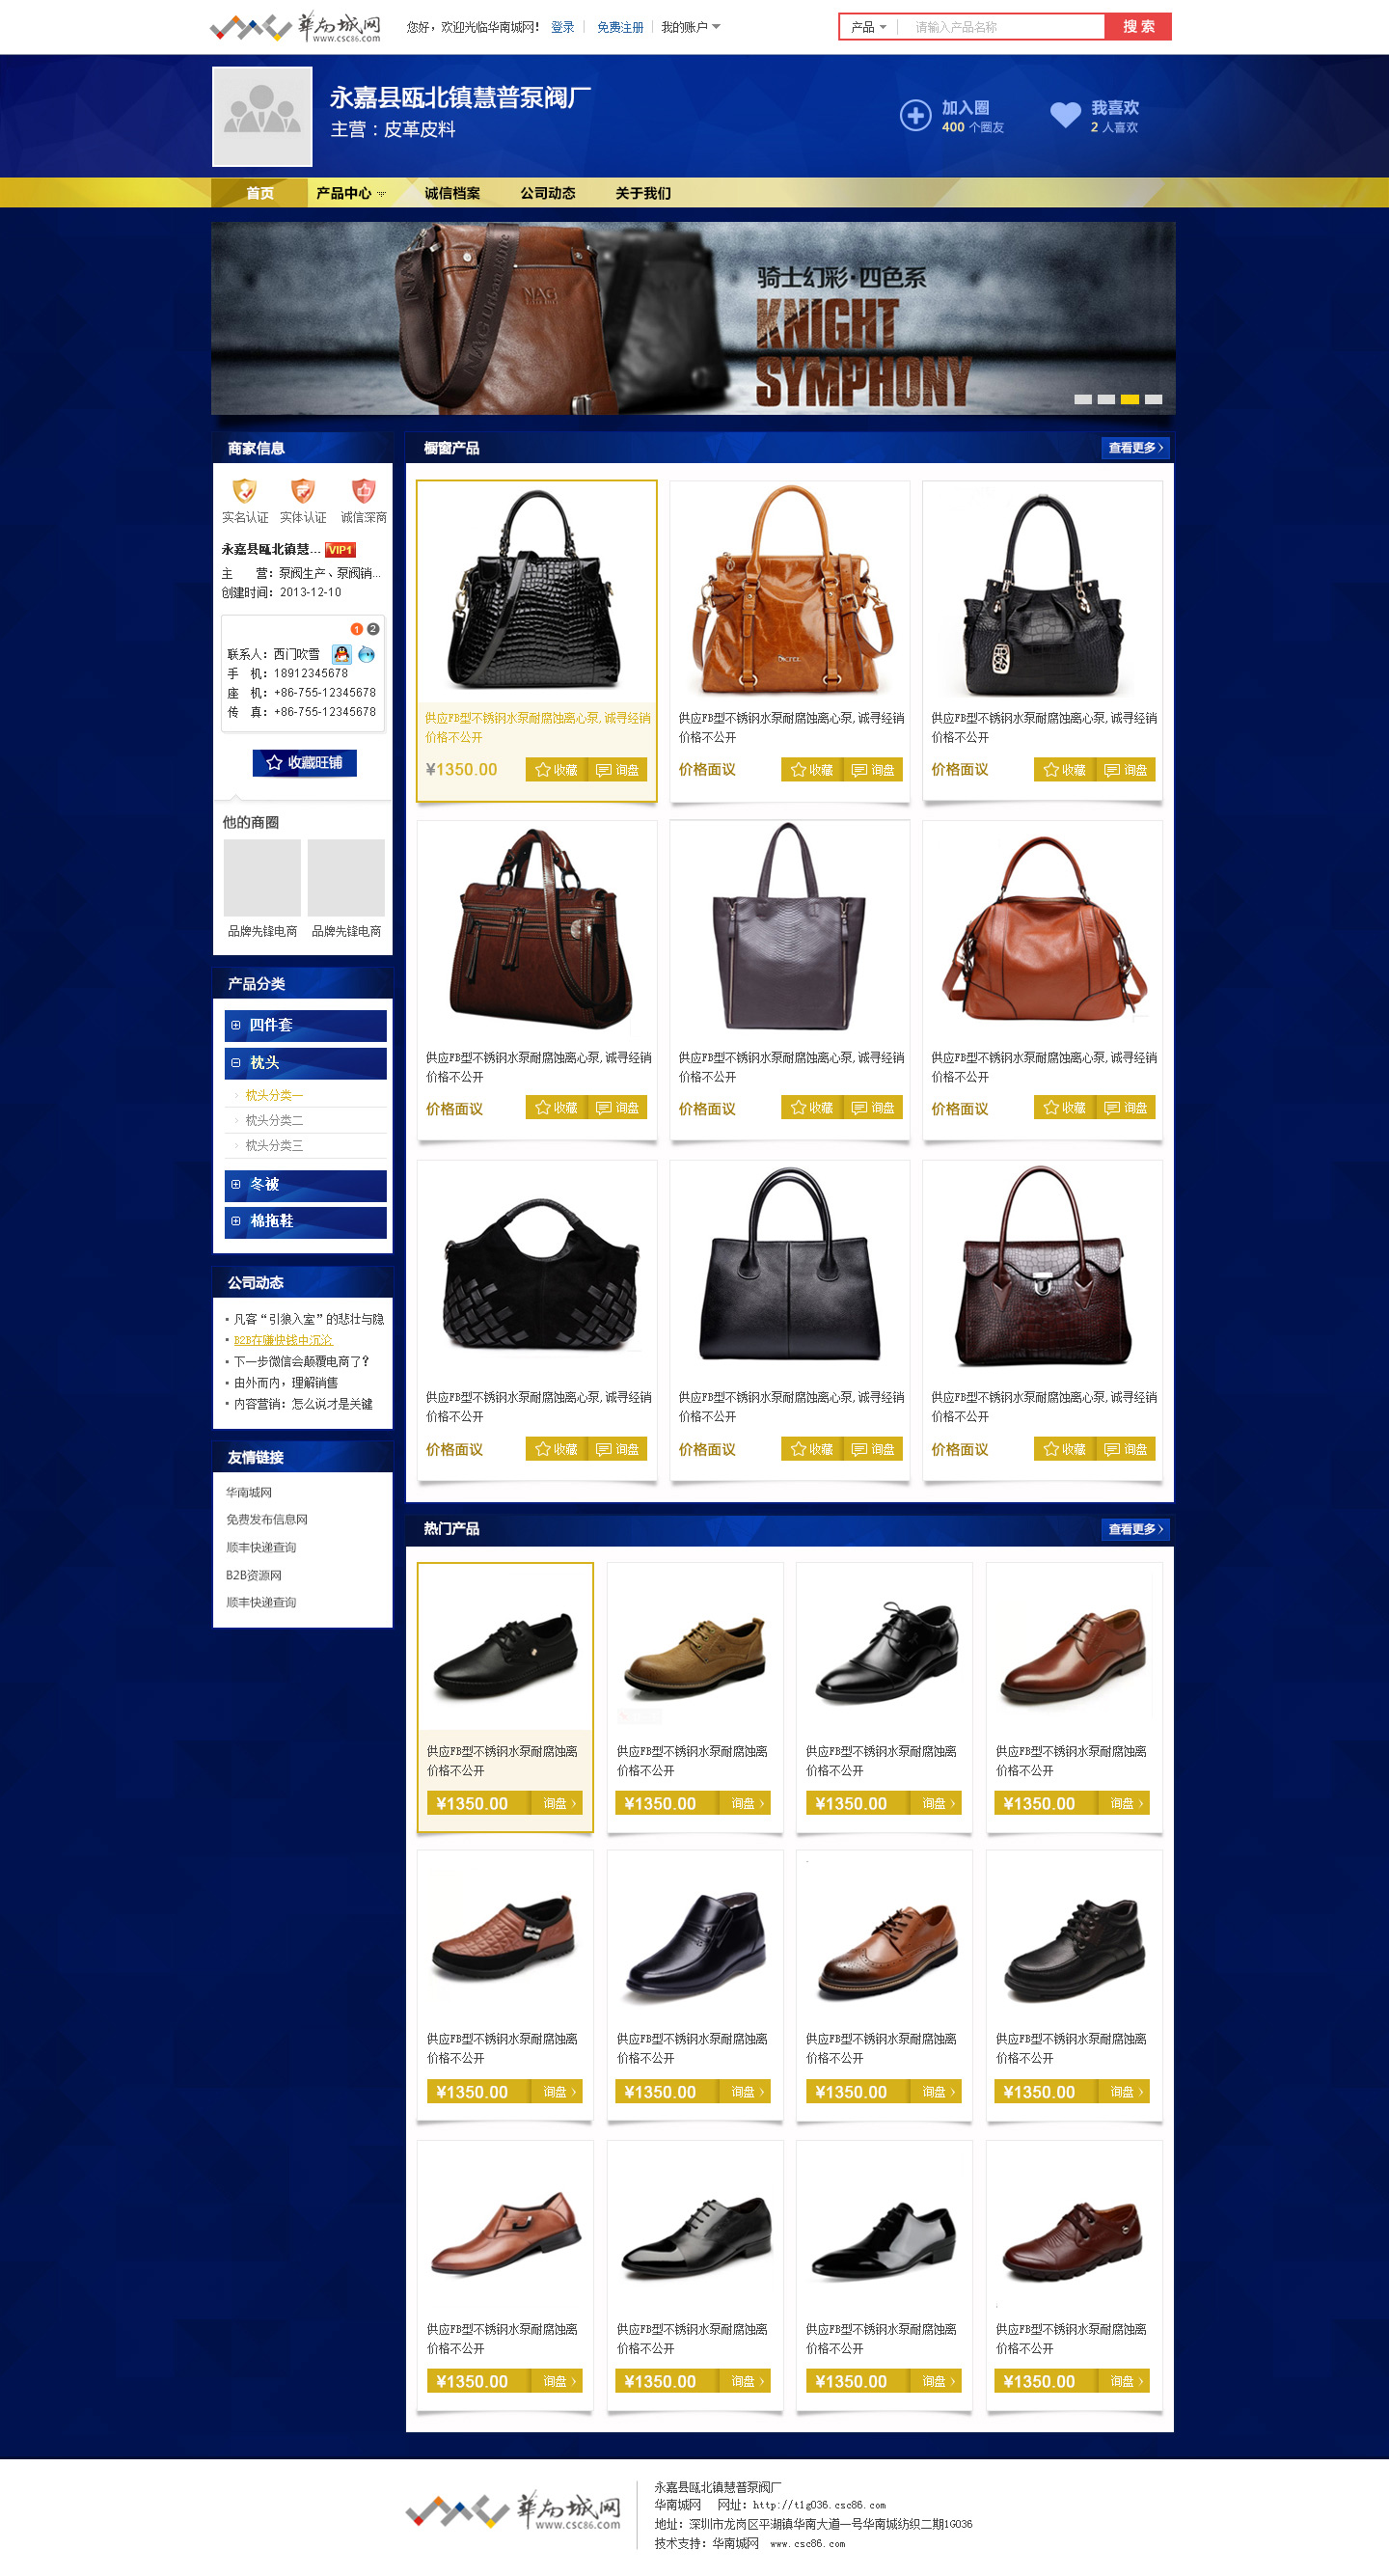 華南城网
www.csc86.com
您好，欢迎光临华南城网！ 登录 免费注册 我的账户
产品 请输入产品名称 搜 索
永嘉县瓯北镇慧普泵阀厂
主营：皮革皮料
加入圈
400 个圈友
我喜欢
2 人喜欢
首页 产品中心 诚信档案 公司动态 关于我们
NAG Urban Elite
NAG
骑士幻彩·四色系
KNIGHT
SYMPHONY
商家信息
实名认证 实体认证 诚信深商
永嘉县瓯北镇慧... VIP1
主 营：泵阀生产、泵阀销...
创建时间：2013-12-10
1 2
联系人：西门吹雪
手 机：18912345678
座 机：+86-755-12345678
传 真：+86-755-12345678
收藏旺铺
他的商圈
品牌先锋电商 品牌先锋电商
产品分类
四件套
枕头
枕头分类一
枕头分类二
枕头分类三
冬被
棉拖鞋
公司动态
凡客“引狼入室”的悲壮与隐
B2B在赚快钱中沉沦
下一步微信会颠覆电商了？
由外而内，理解销售
内容营销：怎么说才是关键
友情链接
华南城网
免费发布信息网
顺丰快递查询
B2B资源网
顺丰快递查询
橱窗产品 查看更多
供应FB型不锈钢水泵耐腐蚀离心泵,诚寻经销 供应FB型不锈钢水泵耐腐蚀离心泵,诚寻经销 供应FB型不锈钢水泵耐腐蚀离心泵,诚寻经销
价格不公开 价格不公开 价格不公开
¥1350.00 收藏 询盘 价格面议 收藏 询盘 价格面议 收藏 询盘
供应FB型不锈钢水泵耐腐蚀离心泵,诚寻经销 供应FB型不锈钢水泵耐腐蚀离心泵,诚寻经销 供应FB型不锈钢水泵耐腐蚀离心泵,诚寻经销
价格不公开 价格不公开 价格不公开
价格面议 收藏 询盘 价格面议 收藏 询盘 价格面议 收藏 询盘
供应FB型不锈钢水泵耐腐蚀离心泵,诚寻经销 供应FB型不锈钢水泵耐腐蚀离心泵,诚寻经销 供应FB型不锈钢水泵耐腐蚀离心泵,诚寻经销
价格不公开 价格不公开 价格不公开
价格面议 收藏 询盘 价格面议 收藏 询盘 价格面议 收藏 询盘
热门产品 查看更多
供应FB型不锈钢水泵耐腐蚀离 供应FB型不锈钢水泵耐腐蚀离 供应FB型不锈钢水泵耐腐蚀离 供应FB型不锈钢水泵耐腐蚀离
价格不公开 价格不公开 价格不公开 价格不公开
¥1350.00 询盘 ¥1350.00 询盘 ¥1350.00 询盘 ¥1350.00 询盘
供应FB型不锈钢水泵耐腐蚀离 供应FB型不锈钢水泵耐腐蚀离 供应FB型不锈钢水泵耐腐蚀离 供应FB型不锈钢水泵耐腐蚀离
价格不公开 价格不公开 价格不公开 价格不公开
¥1350.00 询盘 ¥1350.00 询盘 ¥1350.00 询盘 ¥1350.00 询盘
供应FB型不锈钢水泵耐腐蚀离 供应FB型不锈钢水泵耐腐蚀离 供应FB型不锈钢水泵耐腐蚀离 供应FB型不锈钢水泵耐腐蚀离
价格不公开 价格不公开 价格不公开 价格不公开
¥1350.00 询盘 ¥1350.00 询盘 ¥1350.00 询盘 ¥1350.00 询盘
華南城网
www.csc86.com
永嘉县瓯北镇慧普泵阀厂
华南城网 网址：http://t1g036.csc86.com
地址：深圳市龙岗区平湖镇华南大道一号华南城纺织二期1G036
技术支持：华南城网 www.csc86.com